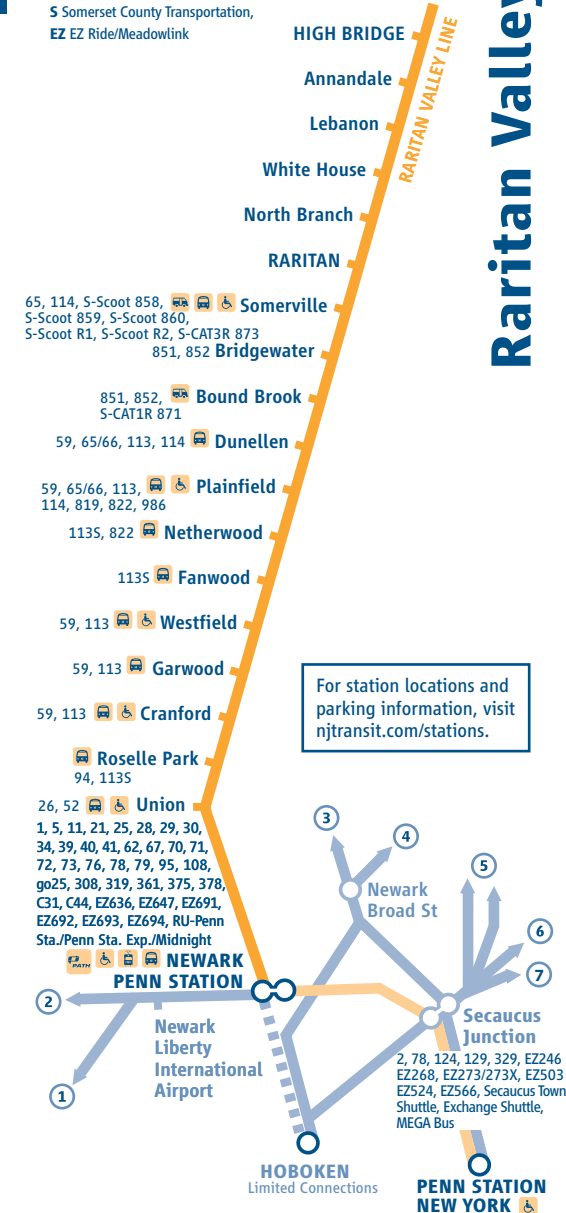 S Somerset County Transportation,
EZ EZ Ride/Meadowlink
Raritan Valley
HIGH BRIDGE
RARITAN VALLEY LINE
Annandale
Lebanon
White House
North Branch
RARITAN
65, 114, S-Scoot 858, Somerville
S-Scoot 859, S-Scoot 860,
S-Scoot R1, S-Scoot R2, S-CAT3R 873
851, 852 Bridgewater
851, 852, Bound Brook
S-CAT1R 871
59, 65/66, 113, 114 Dunellen
59, 65/66, 113, Plainfield
114, 819, 822, 986
113S, 822 Netherwood
113S Fanwood
59, 113 Westfield
59, 113 Garwood
59, 113 Cranford
Roselle Park
94, 113S
26, 52 Union
1, 5, 11, 21, 25, 28, 29, 30,
34, 39, 40, 41, 62, 67, 70, 71,
72, 73, 76, 78, 79, 95, 108,
go25, 308, 319, 361, 375, 378,
C31, C44, EZ636, EZ647, EZ691,
EZ692, EZ693, EZ694, RU-Penn
Sta./Penn Sta. Exp./Midnight
PATH NEWARK
PENN STATION
For station locations and
parking information, visit
njtransit.com/stations.
3
4
5
6
7
Newark
Broad St
2
1
Newark
Liberty
International
Airport
Secaucus
Junction
2, 78, 124, 129, 329, EZ246
EZ268, EZ273/273X, EZ503
EZ524, EZ566, Secaucus Town
Shuttle, Exchange Shuttle,
MEGA Bus
HOBOKEN
Limited Connections
PENN STATION
NEW YORK